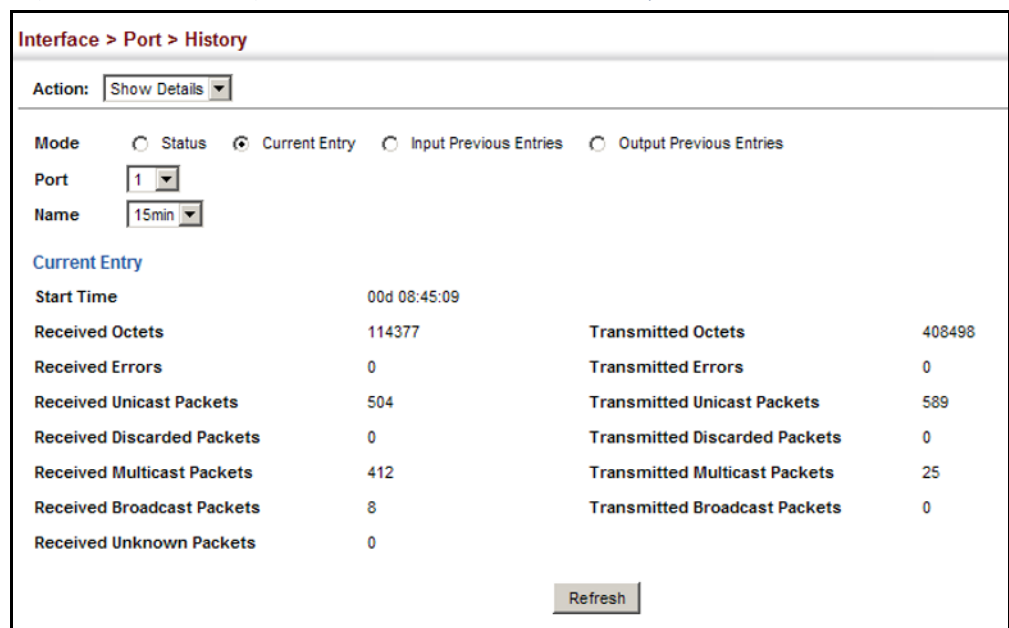 Interface > Port > History
Action: Show Details
Mode Status Current Entry Input Previous Entries Output Previous Entries
Port 1
Name 15min
Current Entry
Start Time 00d 08:45:09
Received Octets 114377 Transmitted Octets 408498
Received Errors 0 Transmitted Errors 0
Received Unicast Packets 504 Transmitted Unicast Packets 589
Received Discarded Packets 0 Transmitted Discarded Packets 0
Received Multicast Packets 412 Transmitted Multicast Packets 25
Received Broadcast Packets 8 Transmitted Broadcast Packets 0
Received Unknown Packets 0
Refresh